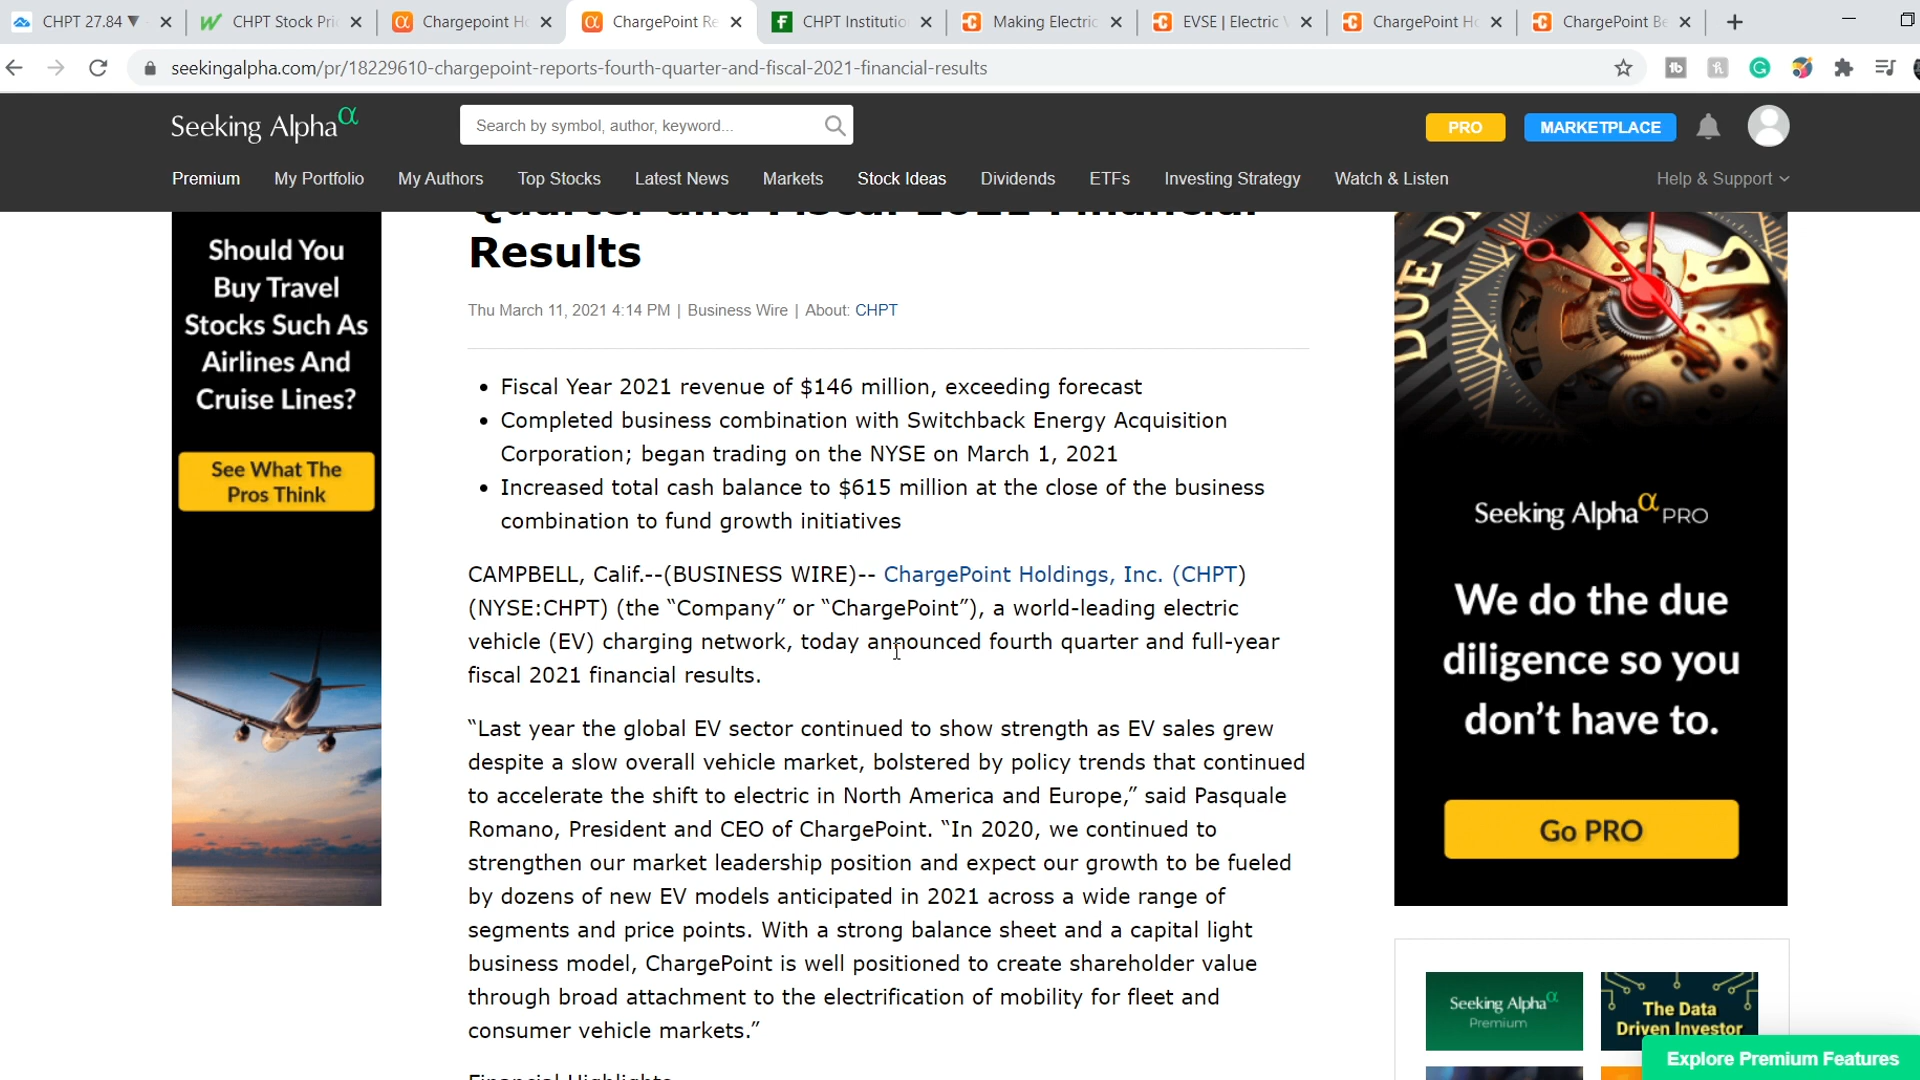 CHPT 27.84 ▼
CHPT Stock Pri
Chargepoint Ho
ChargePoint Re
CHPT Institutio
Making Electric
EVSE | Electric V
ChargePoint Ho
ChargePoint Be
seekingalpha.com/pr/18229610-chargepoint-reports-fourth-quarter-and-fiscal-2021-financial-results
Seeking Alpha α
Search by symbol, author, keyword...
PRO
MARKETPLACE
Premium My Portfolio My Authors Top Stocks Latest News Markets Stock Ideas Dividends ETFs Investing Strategy Watch & Listen Help & Support
Quarter and Fiscal 2021 Financial
Results
Thu March 11, 2021 4:14 PM | Business Wire | About: CHPT
• Fiscal Year 2021 revenue of $146 million, exceeding forecast
• Completed business combination with Switchback Energy Acquisition
Corporation; began trading on the NYSE on March 1, 2021
• Increased total cash balance to $615 million at the close of the business
combination to fund growth initiatives
CAMPBELL, Calif.--(BUSINESS WIRE)-- ChargePoint Holdings, Inc. (CHPT)
(NYSE:CHPT) (the “Company” or “ChargePoint”), a world-leading electric
vehicle (EV) charging network, today announced fourth quarter and full-year
fiscal 2021 financial results.
“Last year the global EV sector continued to show strength as EV sales grew
despite a slow overall vehicle market, bolstered by policy trends that continued
to accelerate the shift to electric in North America and Europe,” said Pasquale
Romano, President and CEO of ChargePoint. “In 2020, we continued to
strengthen our market leadership position and expect our growth to be fueled
by dozens of new EV models anticipated in 2021 across a wide range of
segments and price points. With a strong balance sheet and a capital light
business model, ChargePoint is well positioned to create shareholder value
through broad attachment to the electrification of mobility for fleet and
consumer vehicle markets.”
Financial Highlights
Should You
Buy Travel
Stocks Such As
Airlines And
Cruise Lines?
See What The
Pros Think
DUE D
Seeking Alpha α PRO
We do the due
diligence so you
don’t have to.
Go PRO
Seeking Alpha α
Premium
The Data
Driven Investor
Explore Premium Features